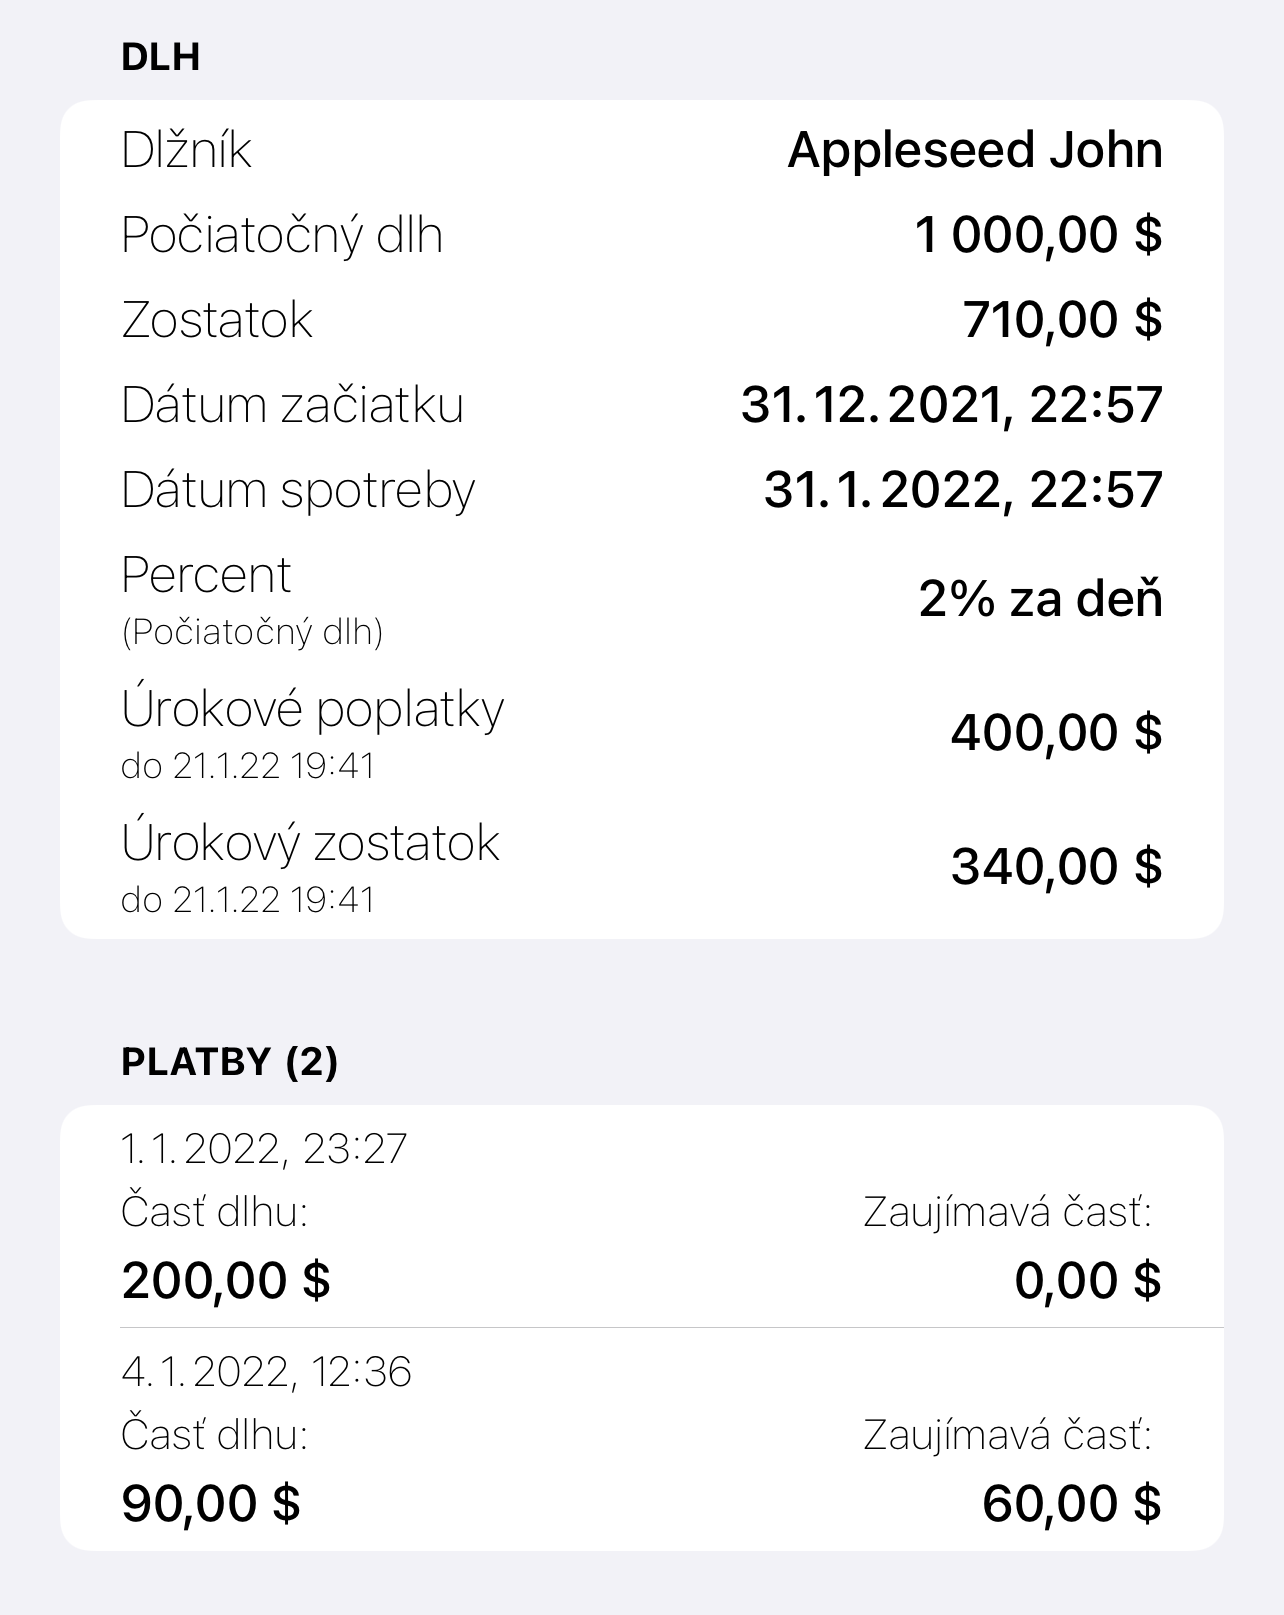 DLH
Dlžník Appleseed John
Počiatočný dlh 1 000,00 $
Zostatok 710,00 $
Dátum začiatku 31. 12. 2021, 22:57
Dátum spotreby 31. 1. 2022, 22:57
Percent
(Počiatočný dlh) 2% za deň
Úrokové poplatky
do 21.1.22 19:41 400,00 $
Úrokový zostatok
do 21.1.22 19:41 340,00 $
PLATBY (2)
1. 1. 2022, 23:27
Časť dlhu: Zaujímavá časť:
200,00 $ 0,00 $
4. 1. 2022, 12:36
Časť dlhu: Zaujímavá časť:
90,00 $ 60,00 $